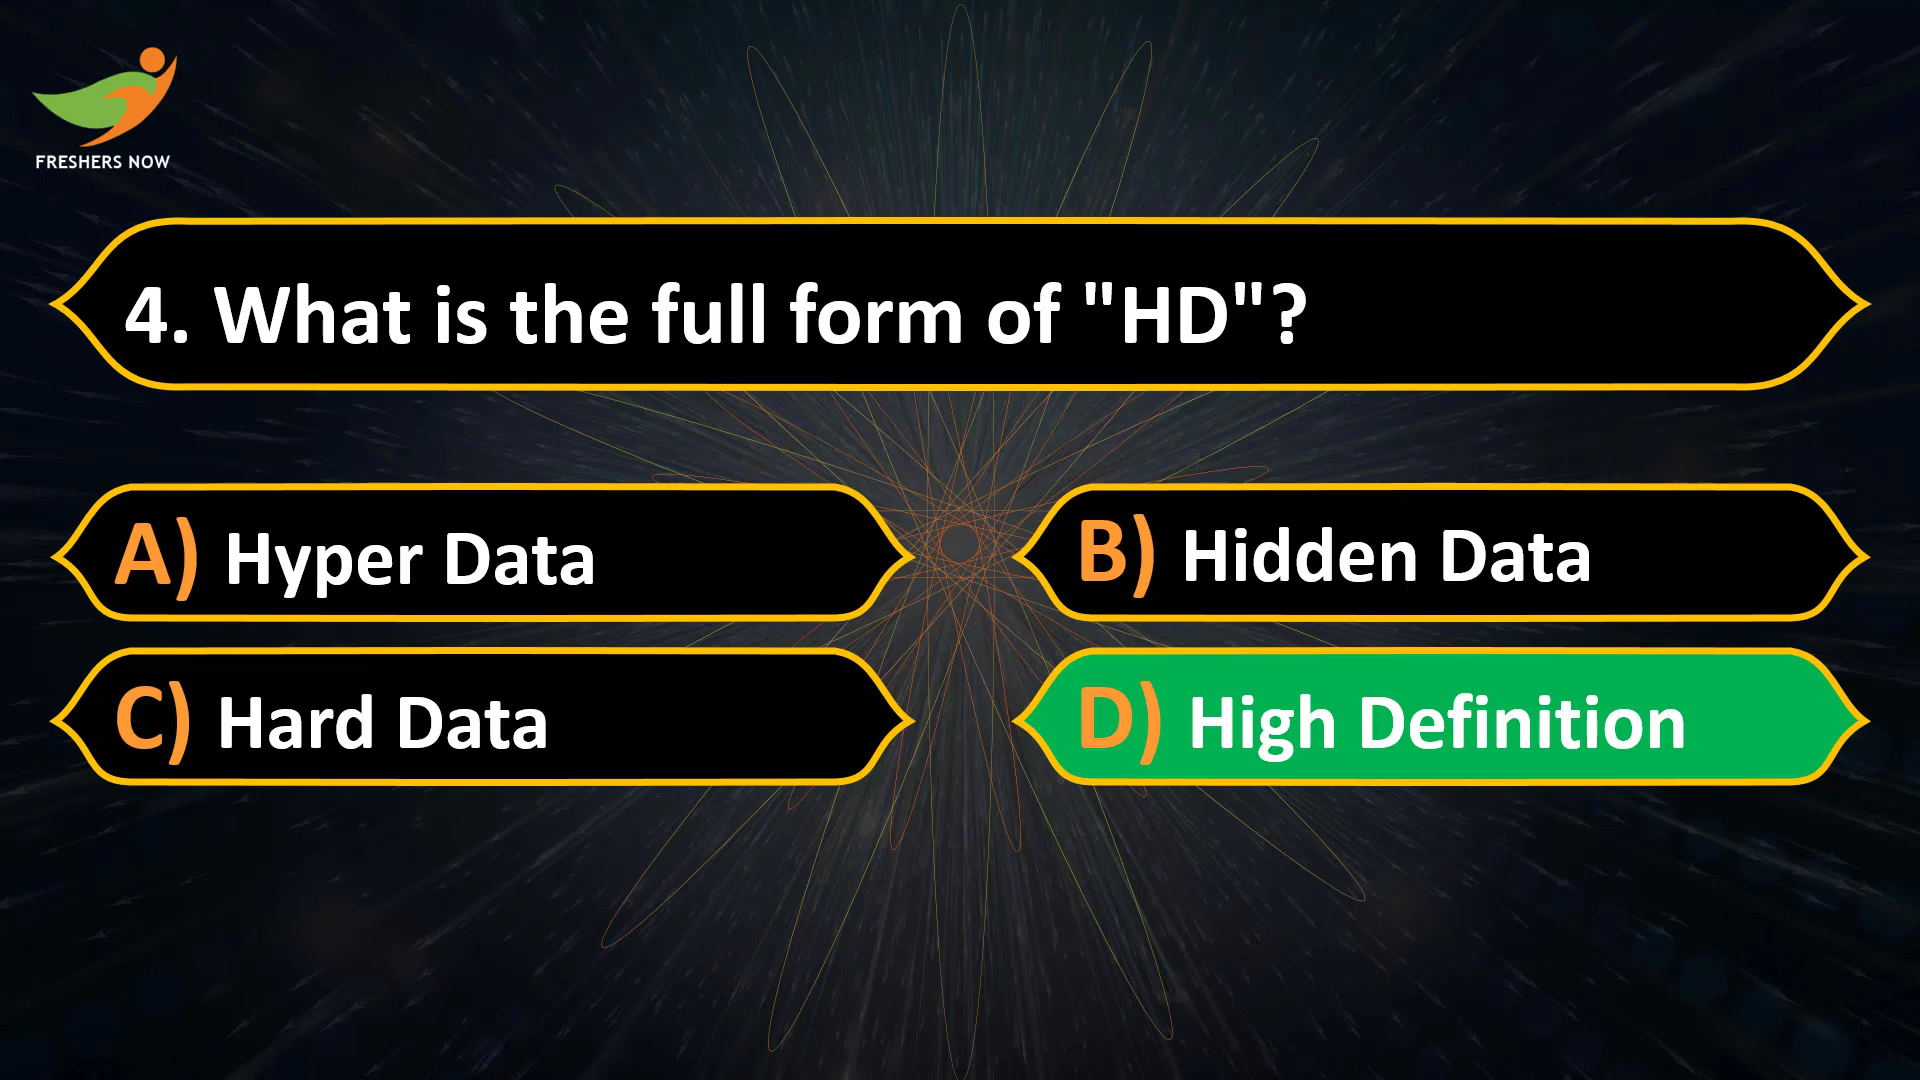 FRESHERS NOW
4. What is the full form of "HD"?
A) Hyper Data
B) Hidden Data
C) Hard Data
D) High Definition